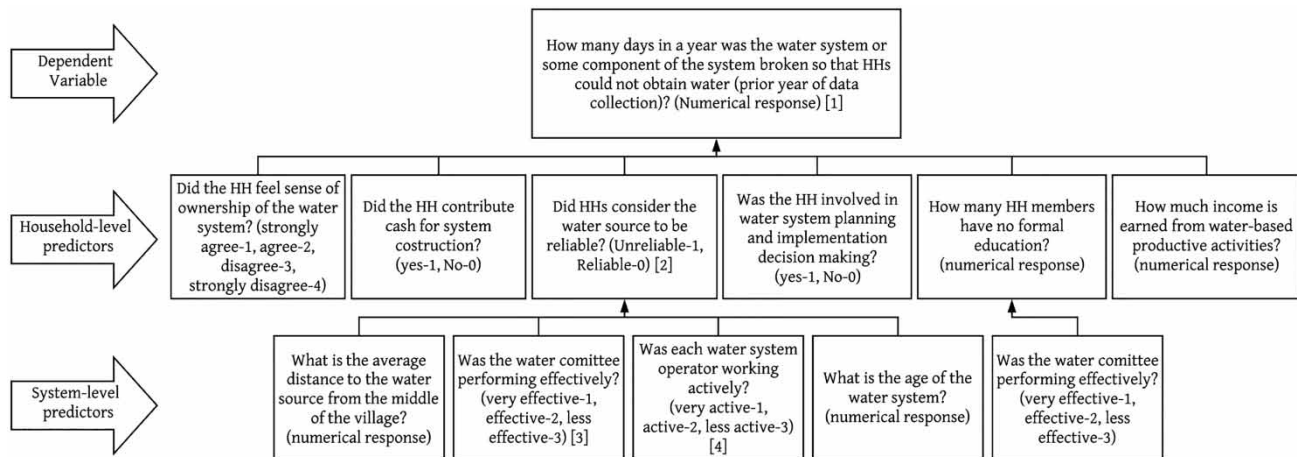 Dependent
Variable
How many days in a year was the water system or
some component of the system broken so that HHs
could not obtain water (prior year of data
collection)? (Numerical response) [1]
Household-level
predictors
Did the HH feel sense of
ownership of the water
system? (strongly
agree-1, agree-2,
disagree-3,
strongly disagree-4)
Did the HH contribute
cash for system
costruction?
(yes-1, No-0)
Did HHs consider the
water source to be
reliable? (Unreliable-1,
Reliable-0) [2]
Was the HH involved in
water system planning
and implementation
decision making?
(yes-1, No-0)
How many HH members
have no formal
education?
(numerical response)
How much income is
earned from water-based
productive activities?
(numerical response)
System-level
predictors
What is the average
distance to the water
source from the middle
of the village?
(numerical response)
Was the water comittee
performing effectively?
(very effective-1,
effective-2, less
effective-3) [3]
Was each water system
operator working
actively?
(very active-1,
active-2, less active-3)
[4]
What is the age of the
water system?
(numerical response)
Was the water comittee
performing effectively?
(very effective-1,
effective-2, less
effective-3)